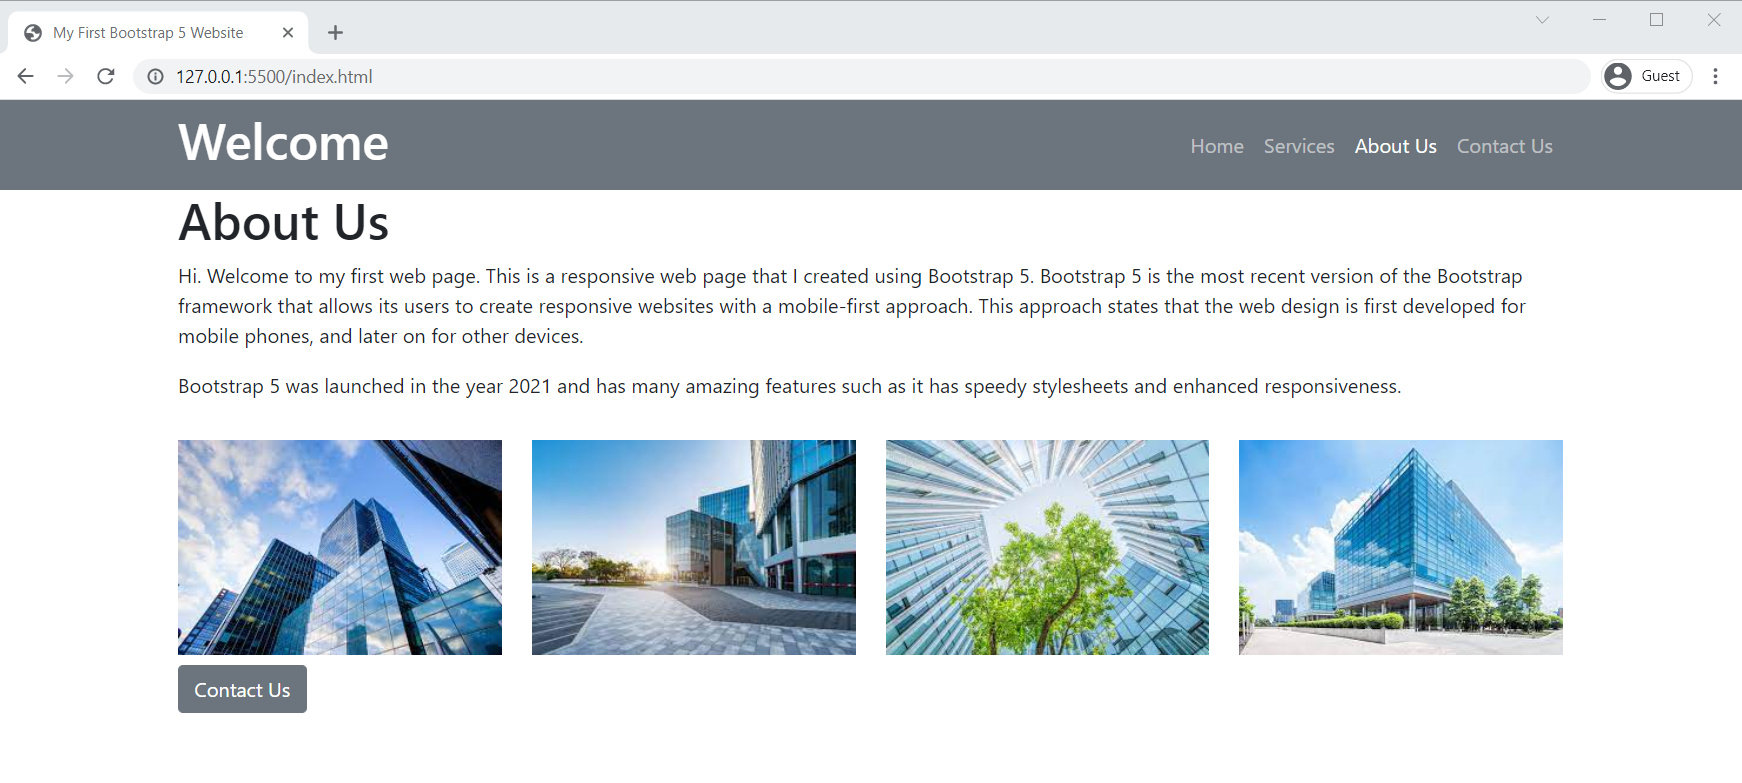 My First Bootstrap 5 Website
127.0.0.1:5500/index.html
Guest
Welcome
Home Services About Us Contact Us
About Us
Hi. Welcome to my first web page. This is a responsive web page that I created using Bootstrap 5. Bootstrap 5 is the most recent version of the Bootstrap
framework that allows its users to create responsive websites with a mobile-first approach. This approach states that the web design is first developed for
mobile phones, and later on for other devices.
Bootstrap 5 was launched in the year 2021 and has many amazing features such as it has speedy stylesheets and enhanced responsiveness.
Contact Us